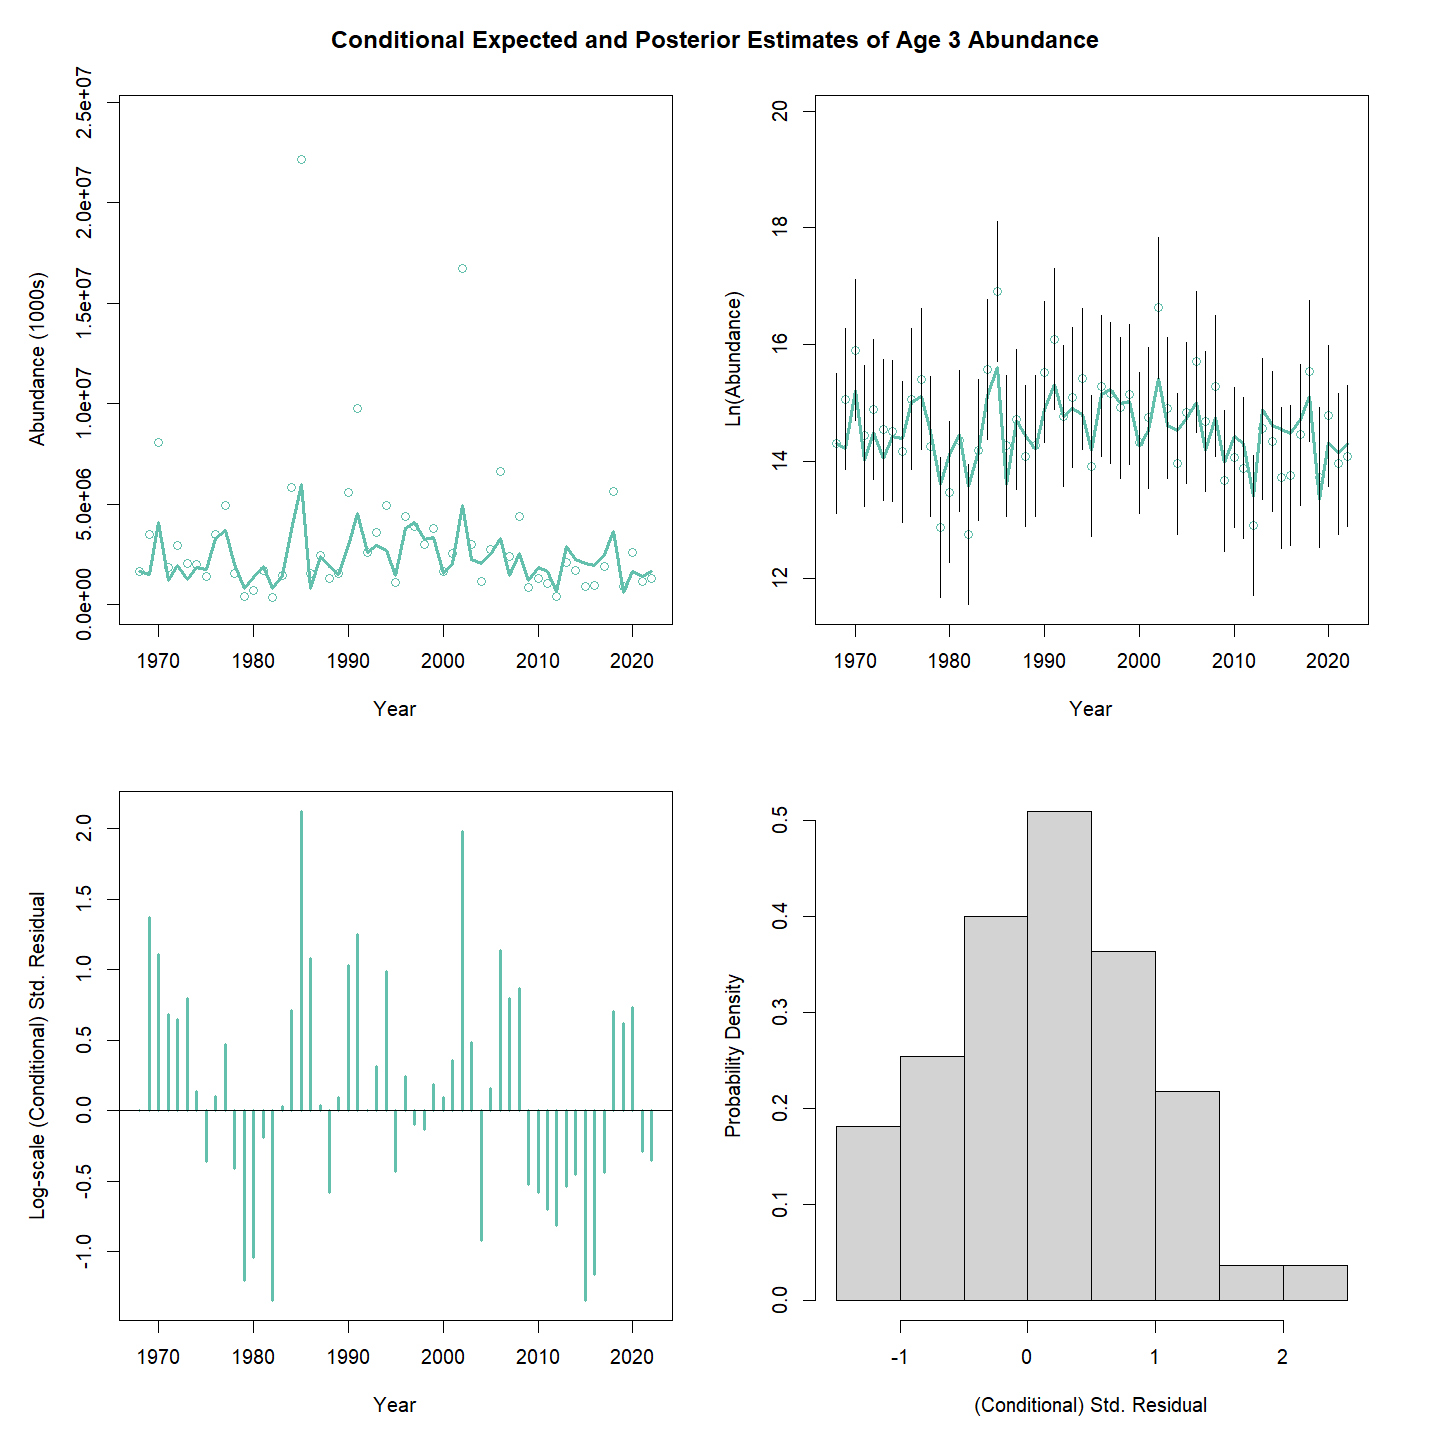 Conditional Expected and Posterior Estimates of Age 3 Abundance
Abundance (1000s)
0.0e+00 5.0e+06 1.0e+07 1.5e+07 2.0e+07 2.5e+07
1970 1980 1990 2000 2010 2020
Year
Ln(Abundance)
12 14 16 18 20
1970 1980 1990 2000 2010 2020
Year
Log-scale (Conditional) Std. Residual
-1.0 -0.5 0.0 0.5 1.0 1.5 2.0
1970 1980 1990 2000 2010 2020
Year
Probability Density
0.0 0.1 0.2 0.3 0.4 0.5
-1 0 1 2
(Conditional) Std. Residual